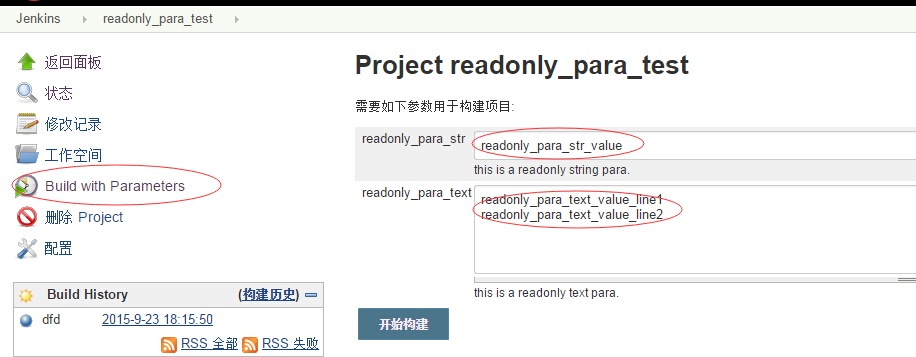 Jenkins readonly_para_test
返回面板
状态
修改记录
工作空间
Build with Parameters
删除 Project
配置
Build History (构建历史)
dfd 2015-9-23 18:15:50
RSS 全部 RSS 失败
Project readonly_para_test
需要如下参数用于构建项目:
readonly_para_str readonly_para_str_value
this is a readonly string para.
readonly_para_text readonly_para_text_value_line1
readonly_para_text_value_line2
this is a readonly text para.
开始构建